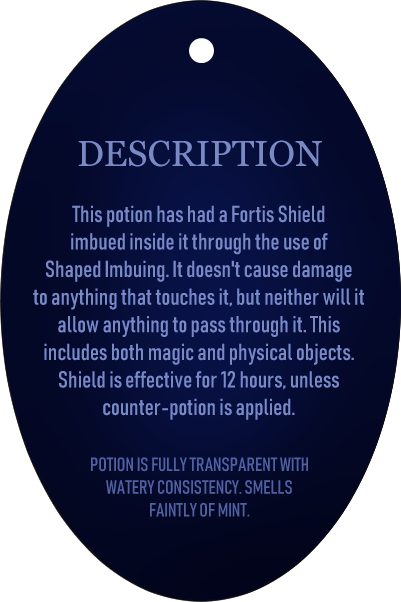 DESCRIPTION
This potion has had a Fortis Shield
imbued inside it through the use of
Shaped Imbuing. It doesn't cause damage
to anything that touches it, but neither will it
allow anything to pass through it. This
includes both magic and physical objects.
Shield is effective for 12 hours, unless
counter-potion is applied.
POTION IS FULLY TRANSPARENT WITH
WATERY CONSISTENCY. SMELLS
FAINTLY OF MINT.